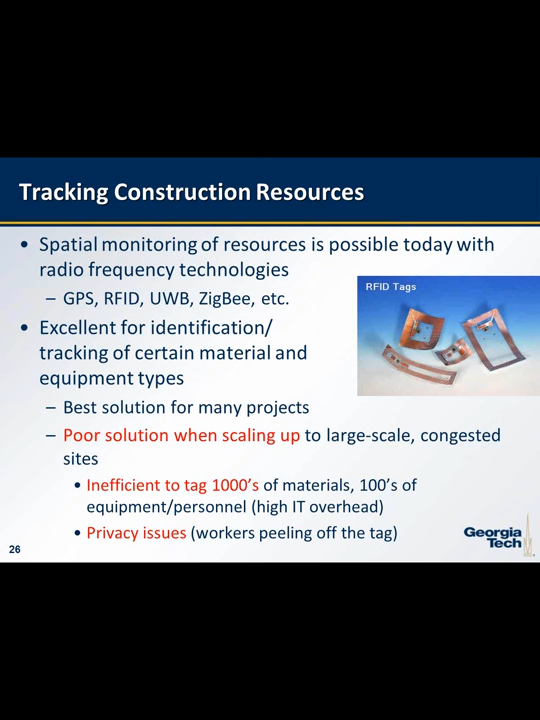 Tracking Construction Resources
• Spatial monitoring of resources is possible today with
radio frequency technologies
– GPS, RFID, UWB, ZigBee, etc.
RFID Tags
• Excellent for identification/
tracking of certain material and
equipment types
– Best solution for many projects
– Poor solution when scaling up to large-scale, congested
sites
• Inefficient to tag 1000’s of materials, 100’s of
equipment/personnel (high IT overhead)
• Privacy issues (workers peeling off the tag)
26
Georgia
Tech